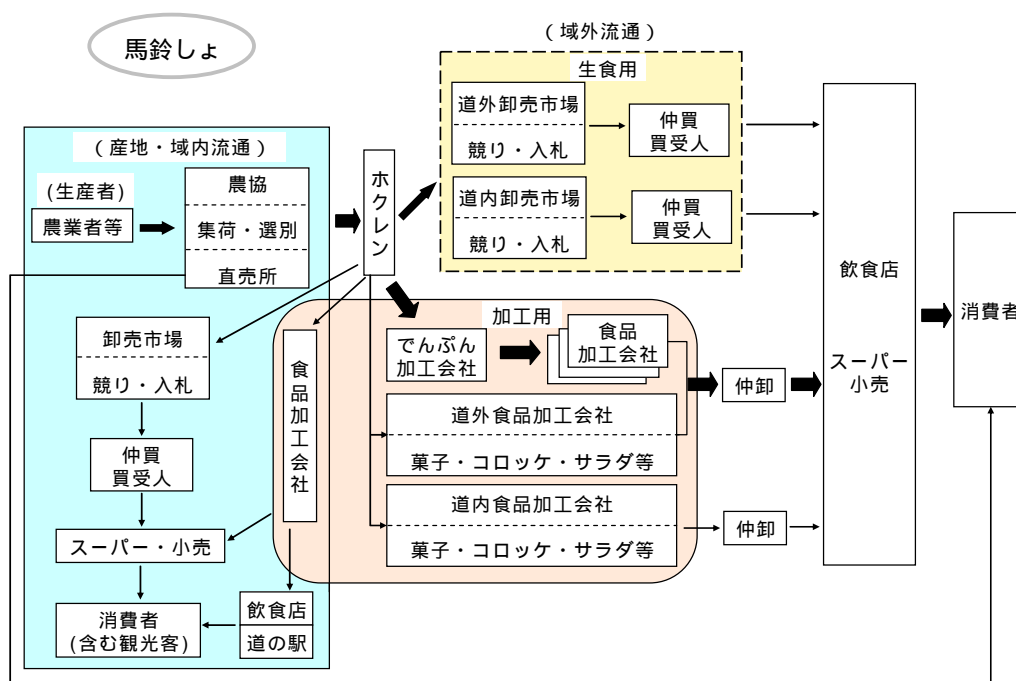 馬鈴しょ
(域外流通)
生食用
道外卸売市場
競り・入札
仲買
買受人
道内卸売市場
競り・入札
仲買
買受人
(産地・域内流通)
(生産者)
農業者等
農協
集荷・選別
直売所
ホクレン
卸売市場
競り・入札
仲買
買受人
スーパー・小売
消費者
(含む観光客)
飲食店
道の駅
食品加工会社
加工用
でんぷん
加工会社
食品
加工会社
道外食品加工会社
菓子・コロッケ・サラダ等
道内食品加工会社
菓子・コロッケ・サラダ等
仲卸
仲卸
飲食店
スーパー
小売
消費者